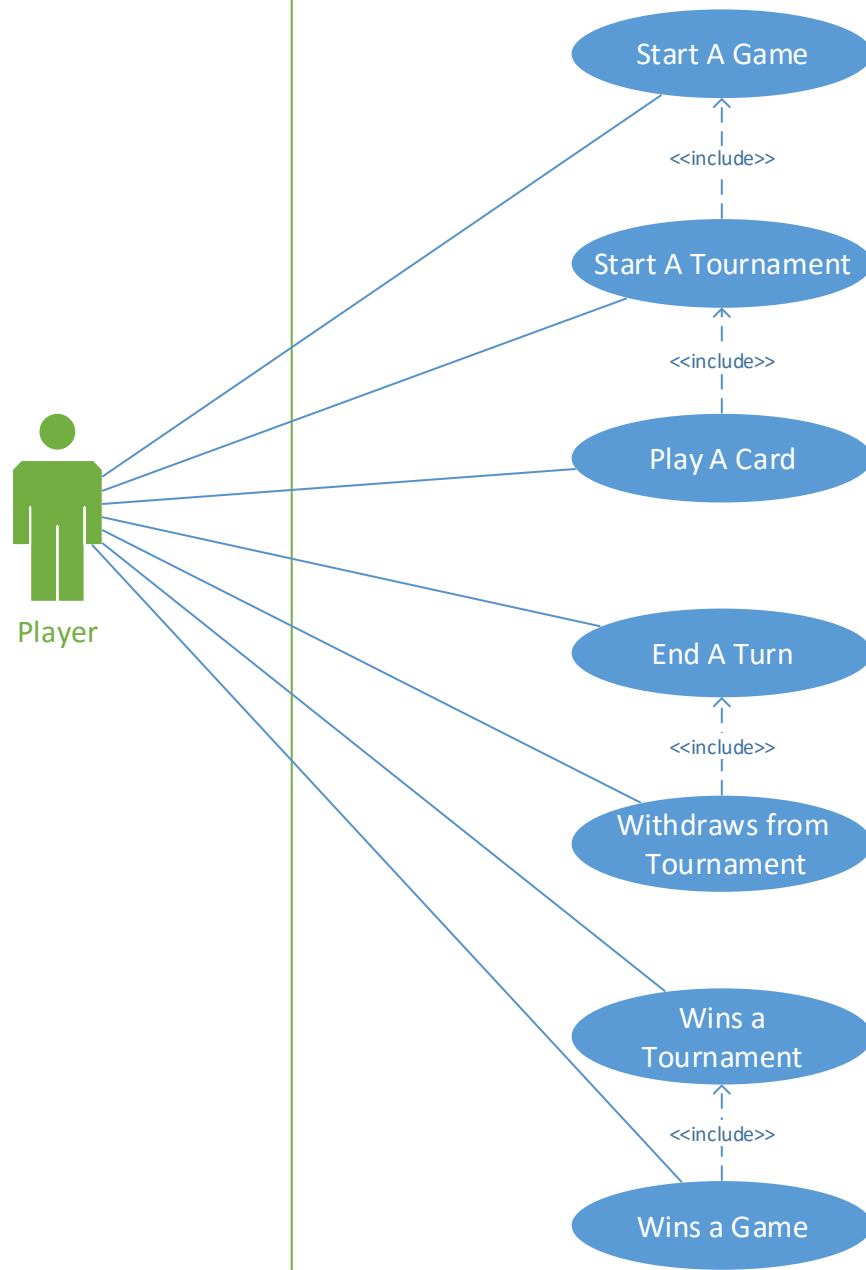 Start A Game
<<include>>
Start A Tournament
<<include>>
Play A Card
Player
End A Turn
<<include>>
Withdraws from
Tournament
Wins a
Tournament
<<include>>
Wins a Game